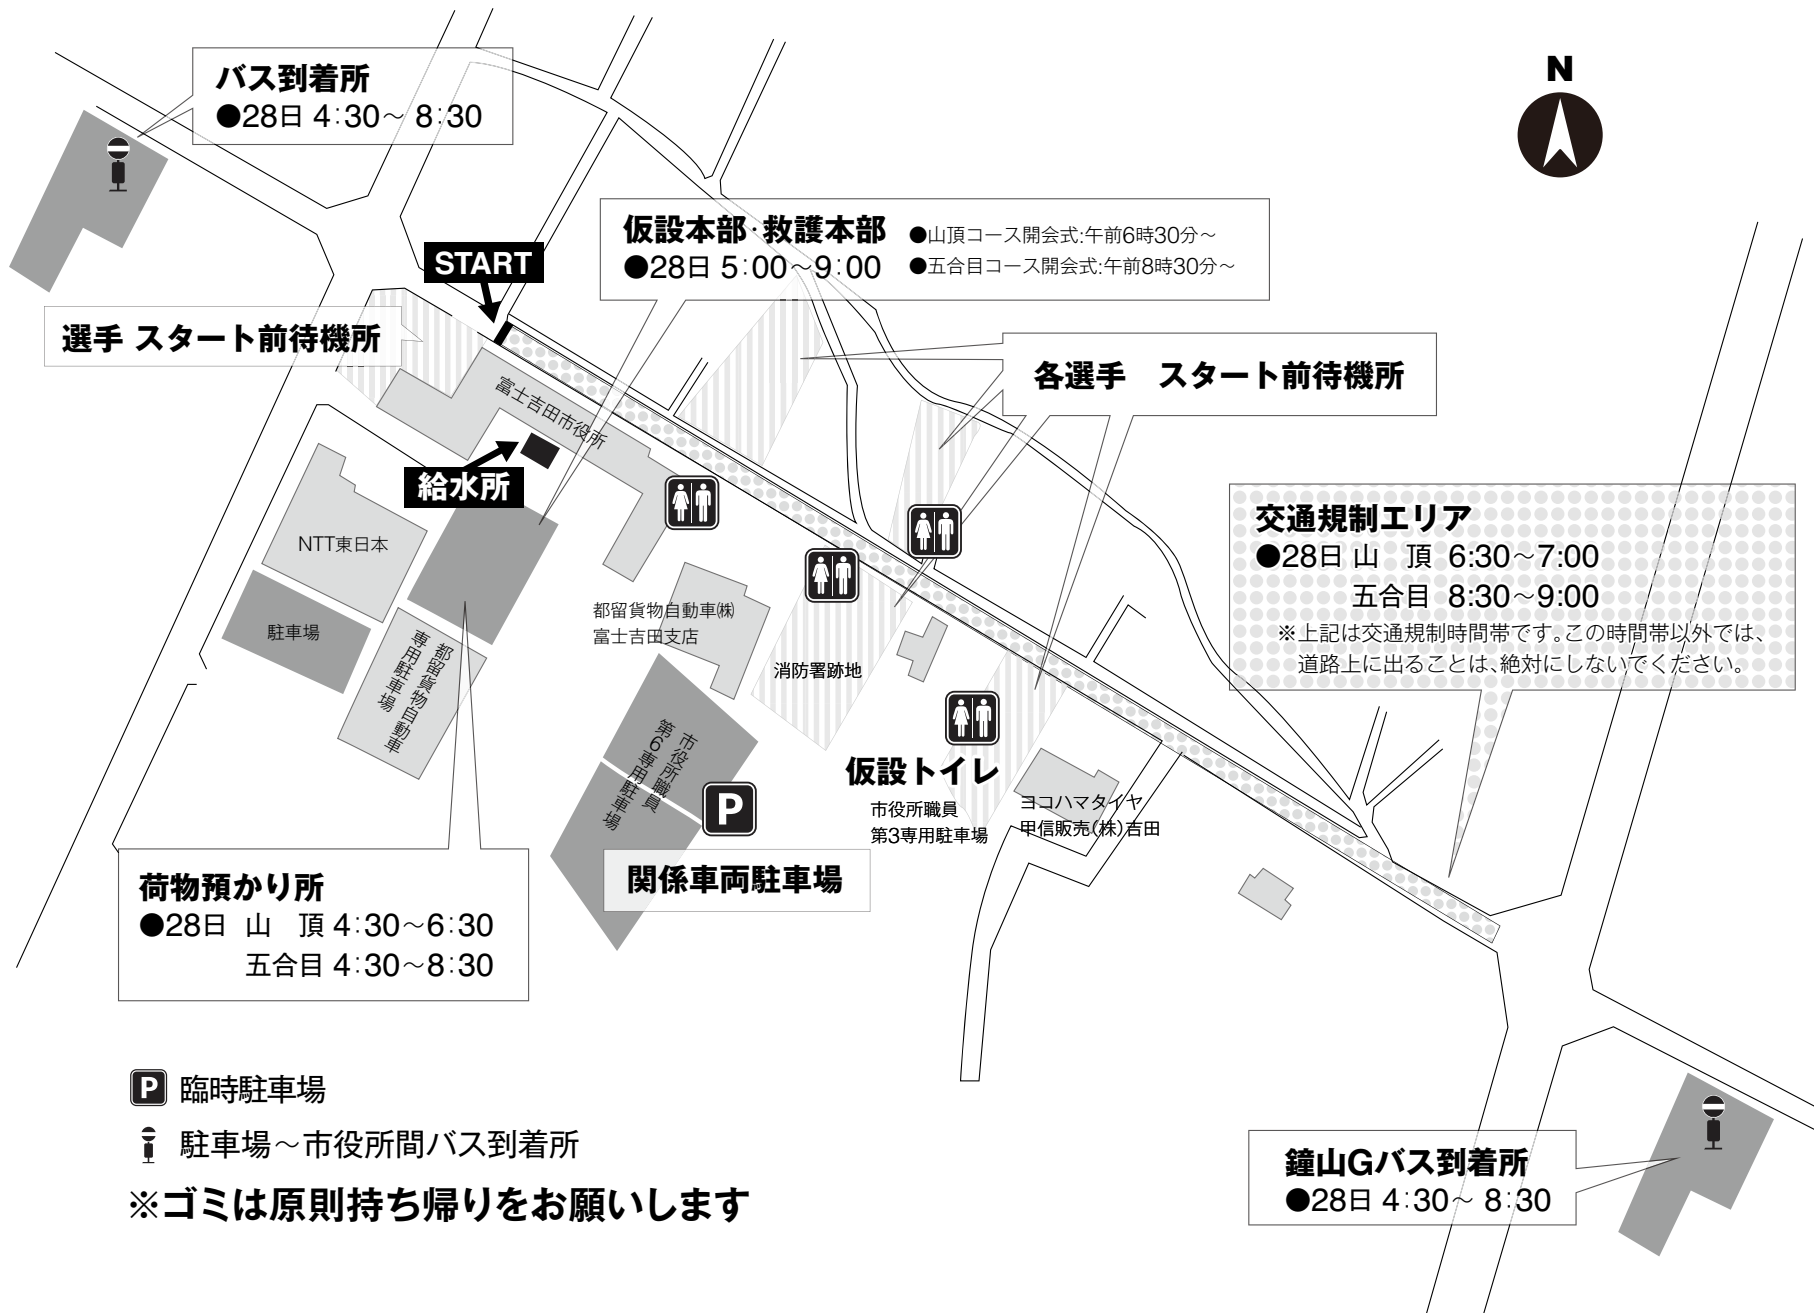 N
バス到着所
●28日 4:30～ 8:30
仮設本部・救護本部
●28日 5:00～9:00
●山頂コース開会式:午前6時30分～
●五合目コース開会式:午前8時30分～
START
選手 スタート前待機所
各選手　スタート前待機所
富士吉田市役所
給水所
NTT東日本
駐車場
都留貨物自動車
専用駐車場
都留貨物自動車㈱
富士吉田支店
消防署跡地
交通規制エリア
●28日 山　頂 6:30～7:00
五合目 8:30～9:00
※上記は交通規制時間帯です。この時間帯以外では、
道路上に出ることは、絶対にしないでください。
市役所職員
第6専用駐車場
P
関係車両駐車場
仮設トイレ
市役所職員
第3専用駐車場
ヨコハマタイヤ
甲信販売(株)吉田
荷物預かり所
●28日 山　頂 4:30～6:30
五合目 4:30～8:30
P 臨時駐車場
駐車場～市役所間バス到着所
※ゴミは原則持ち帰りをお願いします
鐘山Gバス到着所
●28日 4:30～ 8:30